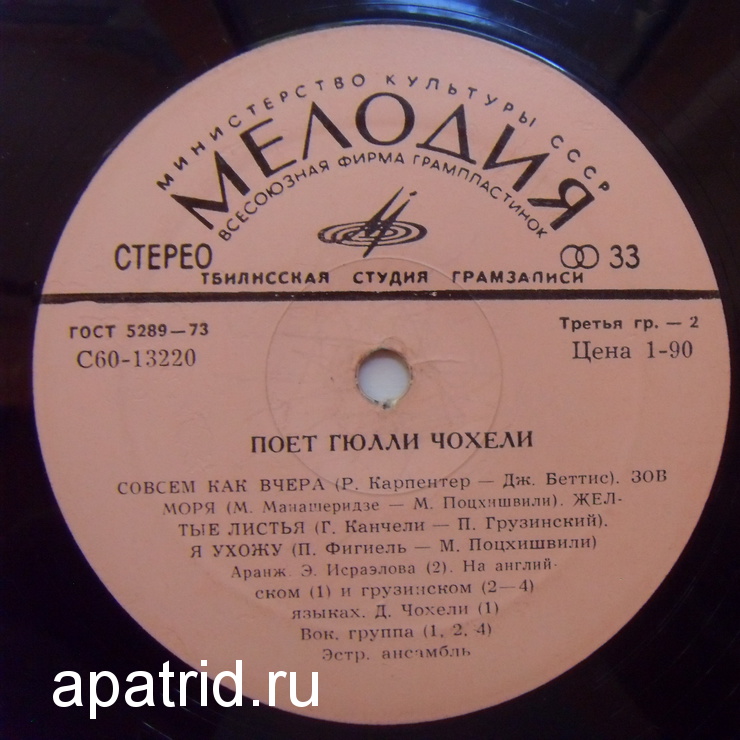 МИНИСТЕРСТВО КУЛЬТУРЫ СССР
МЕЛОДИЯ
ВСЕСОЮЗНАЯ ФИРМА ГРАМПЛАСТИНОК
СТЕРЕО
33
ТБИЛИССКАЯ СТУДИЯ ГРАМЗАПИСИ
ГОСТ 5289—73
Третья гр. — 2
С60-13220
Цена 1-90
ПОЕТ ГЮЛЛИ ЧОХЕЛИ
СОВСЕМ КАК ВЧЕРА (Р. Карпентер — Дж. Беттис). ЗОВ
МОРЯ (М. Манашеридзе — М. Поцхишвили). ЖЕЛ-
ТЫЕ ЛИСТЬЯ (Г. Канчели — П. Грузинский).
Я УХОЖУ (П. Фигиель — М. Поцхишвили)
Аранж. Э. Исраэлова (2). На англий-
ском (1) и грузинском (2—4)
языках. Д. Чохели (1)
Вок. группа (1, 2, 4)
Эстр. ансамбль
apatrid.ru